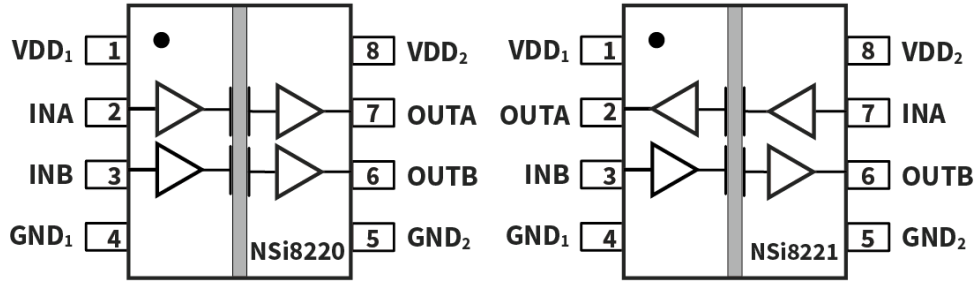 VDD₁ 1 8 VDD₂ VDD₁ 1 8 VDD₂
INA 2 7 OUTA OUTA 2 7 INA
INB 3 6 OUTB INB 3 6 OUTB
GND₁ 4 5 GND₂ GND₁ 4 5 GND₂
NSi8220 NSi8221